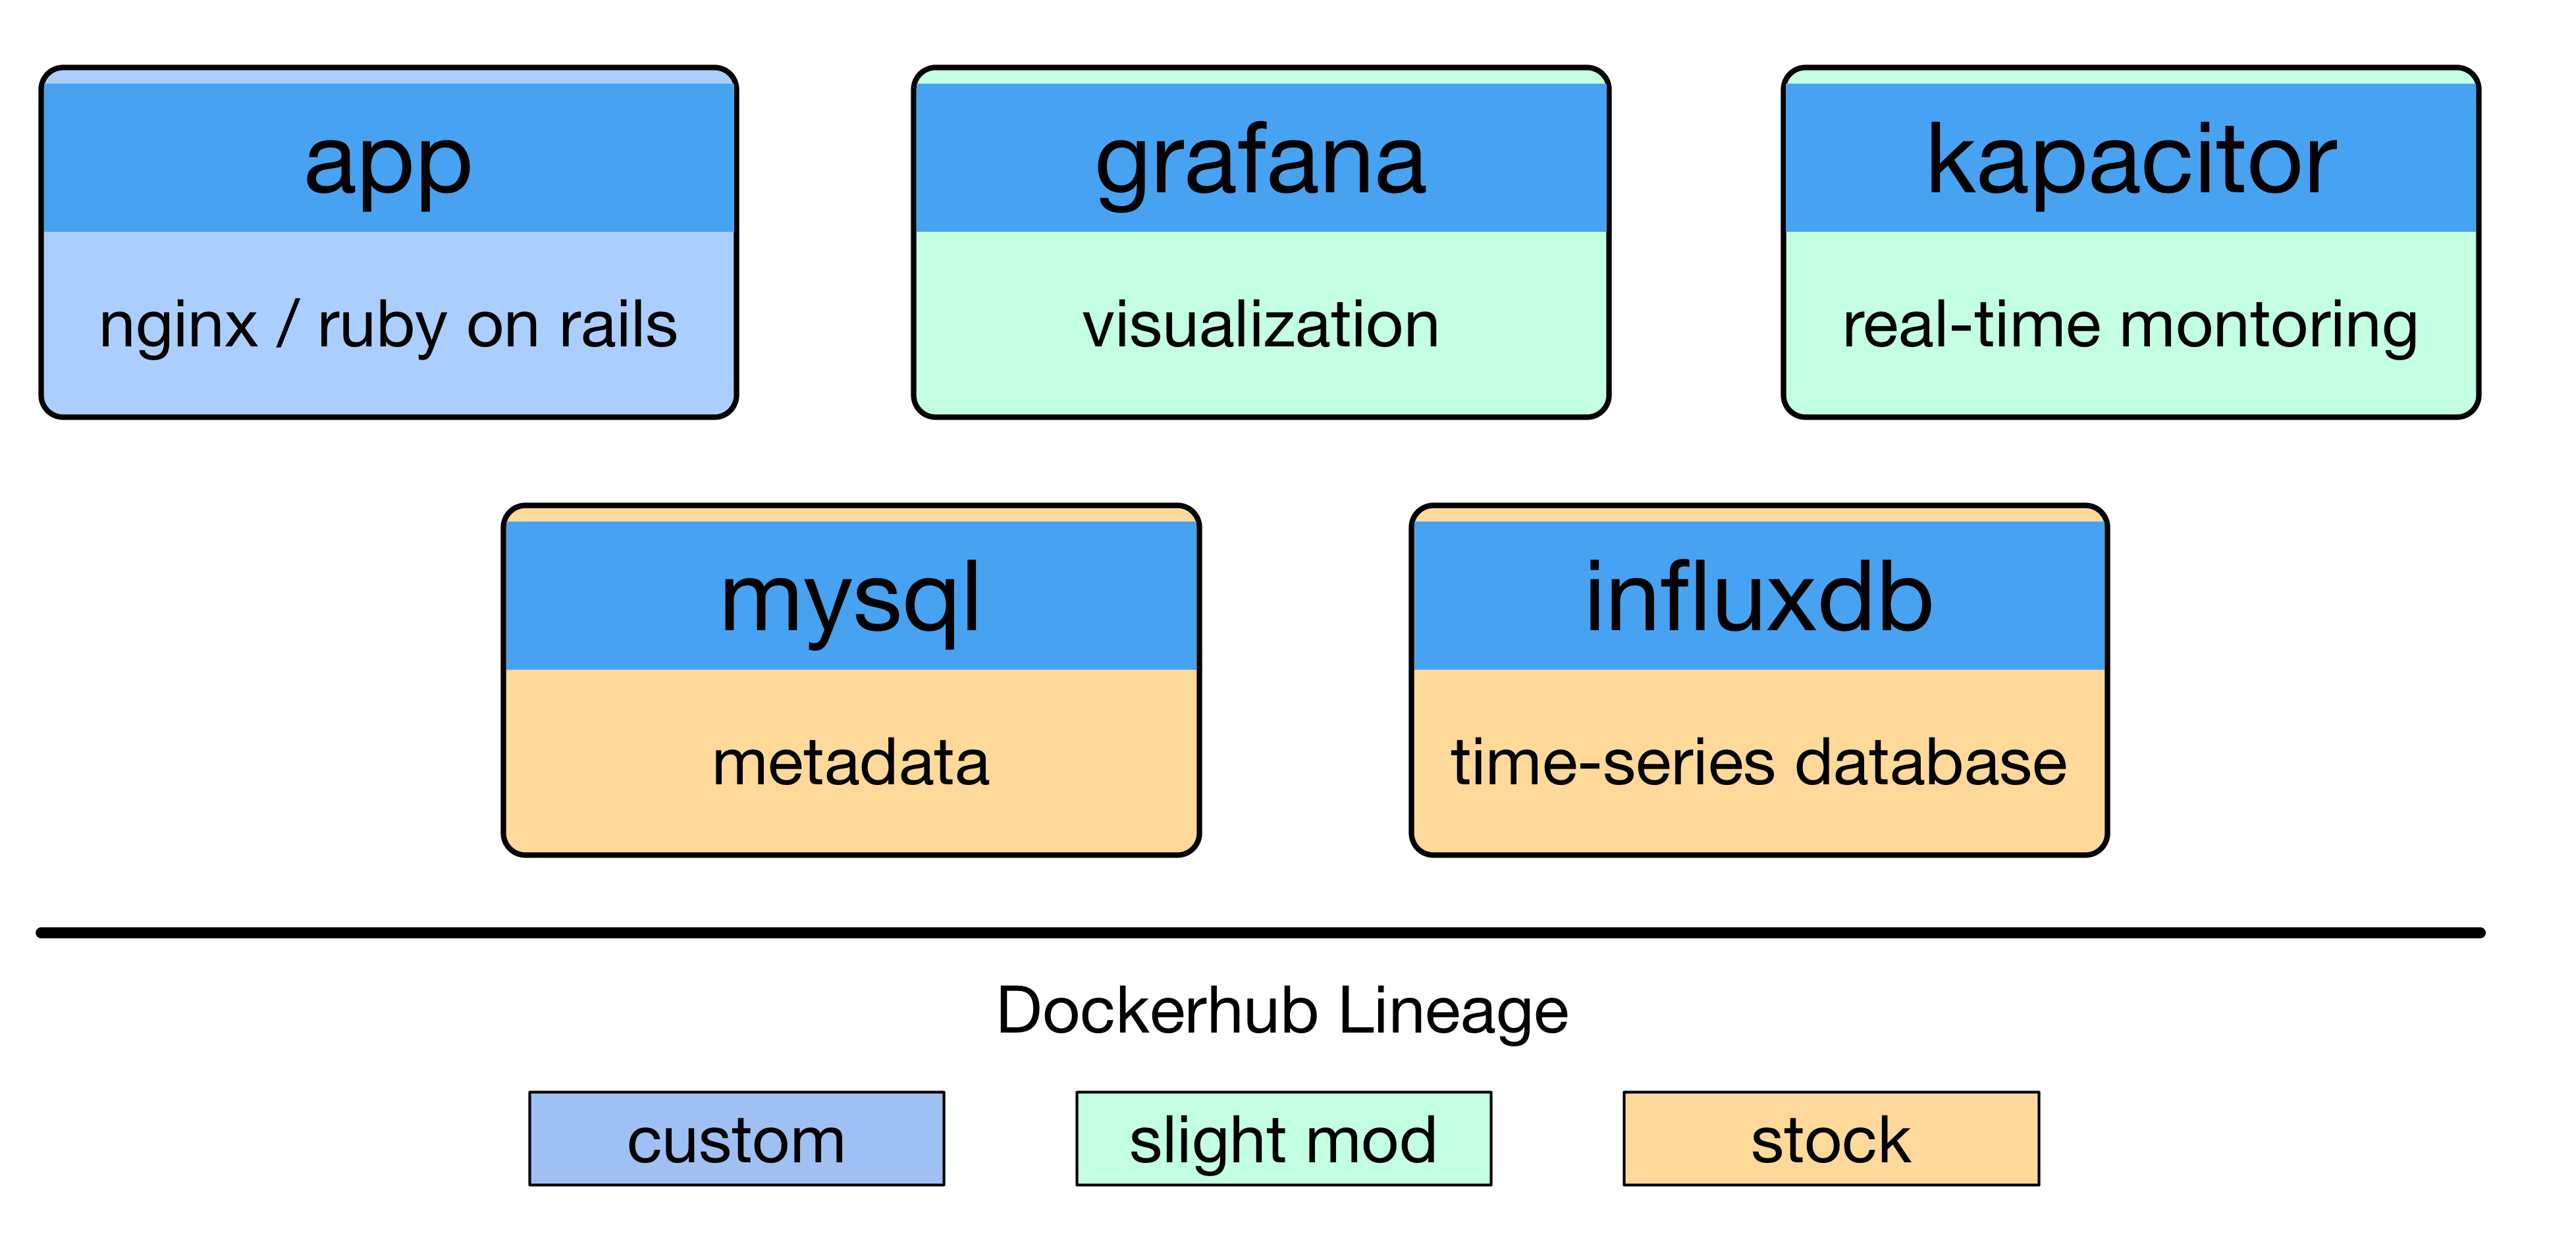 app
nginx / ruby on rails
grafana
visualization
kapacitor
real-time montoring
mysql
metadata
influxdb
time-series database
Dockerhub Lineage
custom
slight mod
stock